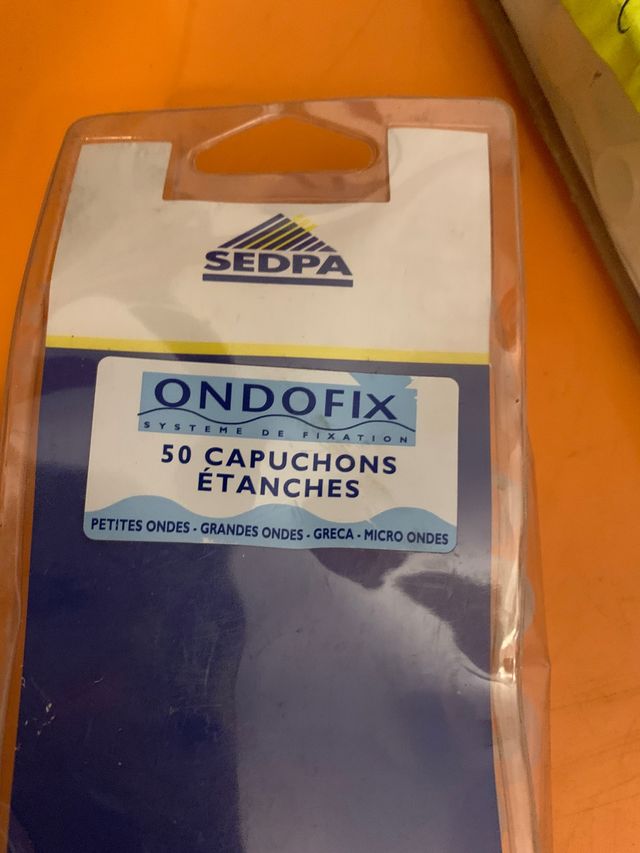 SEDPA
ONDOFIX
SYSTEME DE FIXATION
50 CAPUCHONS
ÉTANCHES
PETITES ONDES - GRANDES ONDES - GRECA - MICRO ONDES